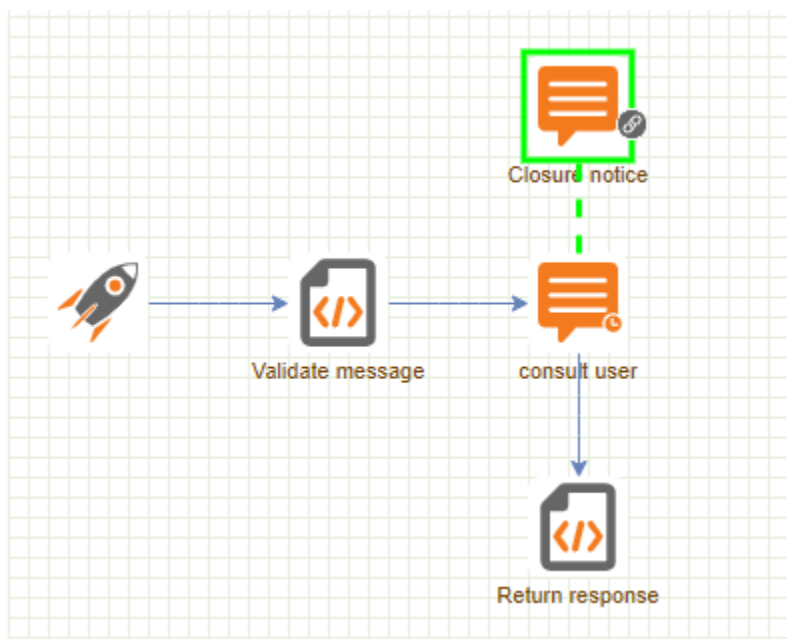 Closure notice
Validate message
consult user
Return response